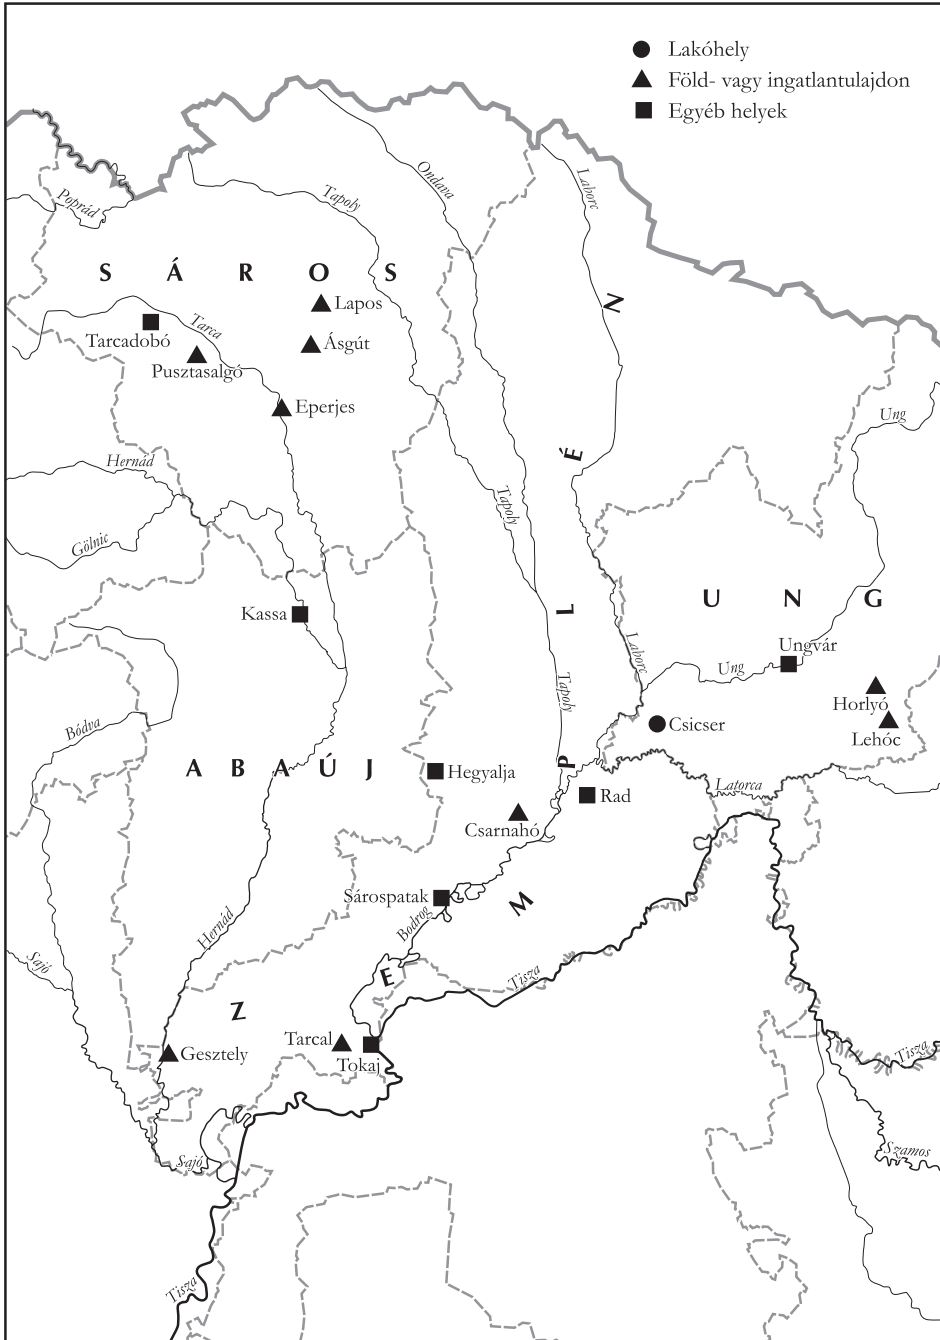 Lakóhely
Föld- vagy ingatlantulajdon
Egyéb helyek
Ondava
Laborc
Tapoly
Poprád
S Á R O S
Lapos
Tarca
Tarcadobó
Ásgút
Pusztasalgó
Eperjes
Ung
Hernád
Tapoly
Gölnic
Kassa
U N G
Ungvár
Laborc
Ung
Tapoly
Horlyó
Csicser
Lehóc
Bódva
A B A Ú J
Hegyalja
Latorca
Rad
Csarnahó
Sárospatak
Bodrog
Hernád
Sajó
Tisza
Z E M P L É N
Tarcal
Tokaj
Gesztely
Tisza
Szamos
Sajó
Tisza